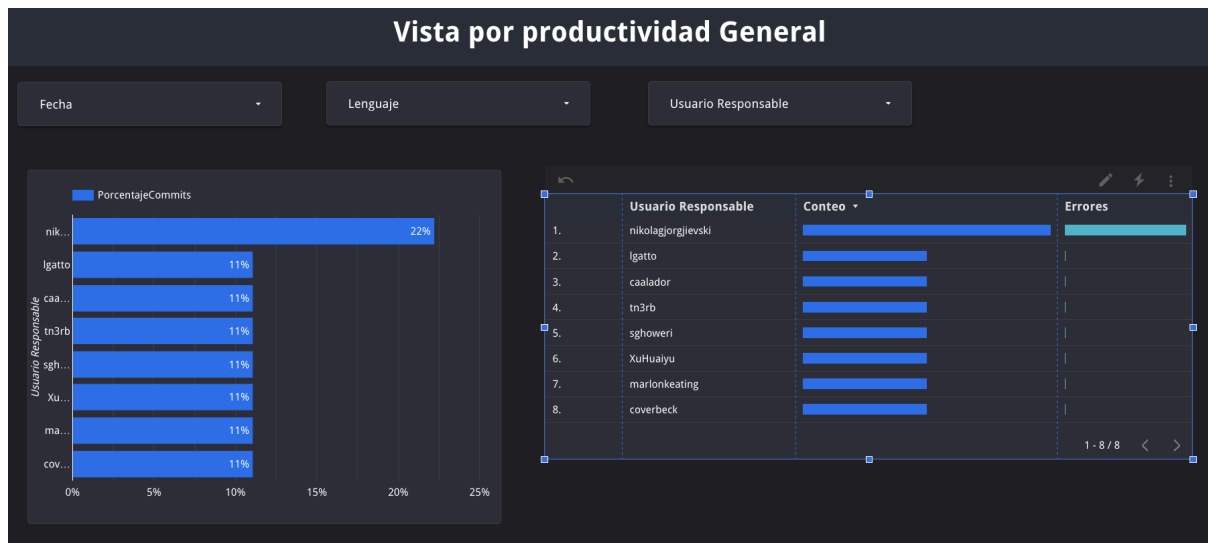 Vista por productividad General
Fecha
Lenguaje
Usuario Responsable
PorcentajeCommits
Usuario Responsable
nik...
22%
lgatto
11%
caa...
11%
tn3rb
11%
sgh...
11%
Xu...
11%
ma...
11%
cov...
11%
0% 5% 10% 15% 20% 25%
Usuario Responsable Conteo Errores
1. nikolagjorgjievski
2. lgatto
3. caalador
4. tn3rb
5. sghoweri
6. XuHuaiyu
7. marlonkeating
8. coverbeck
1 - 8 / 8